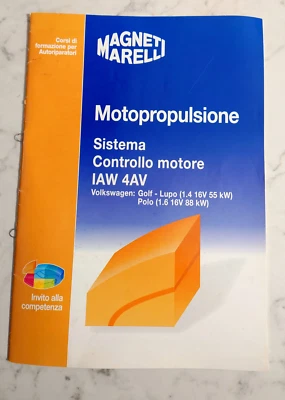 Corsi di
formazione per
Autoriparatori
MAGNETI
MARELLI
Motopropulsione
Sistema
Controllo motore
IAW 4AV
Volkswagen: Golf - Lupo (1.4 16V 55 kW)
Polo (1.6 16V 88 kW)
Invito alla
competenza